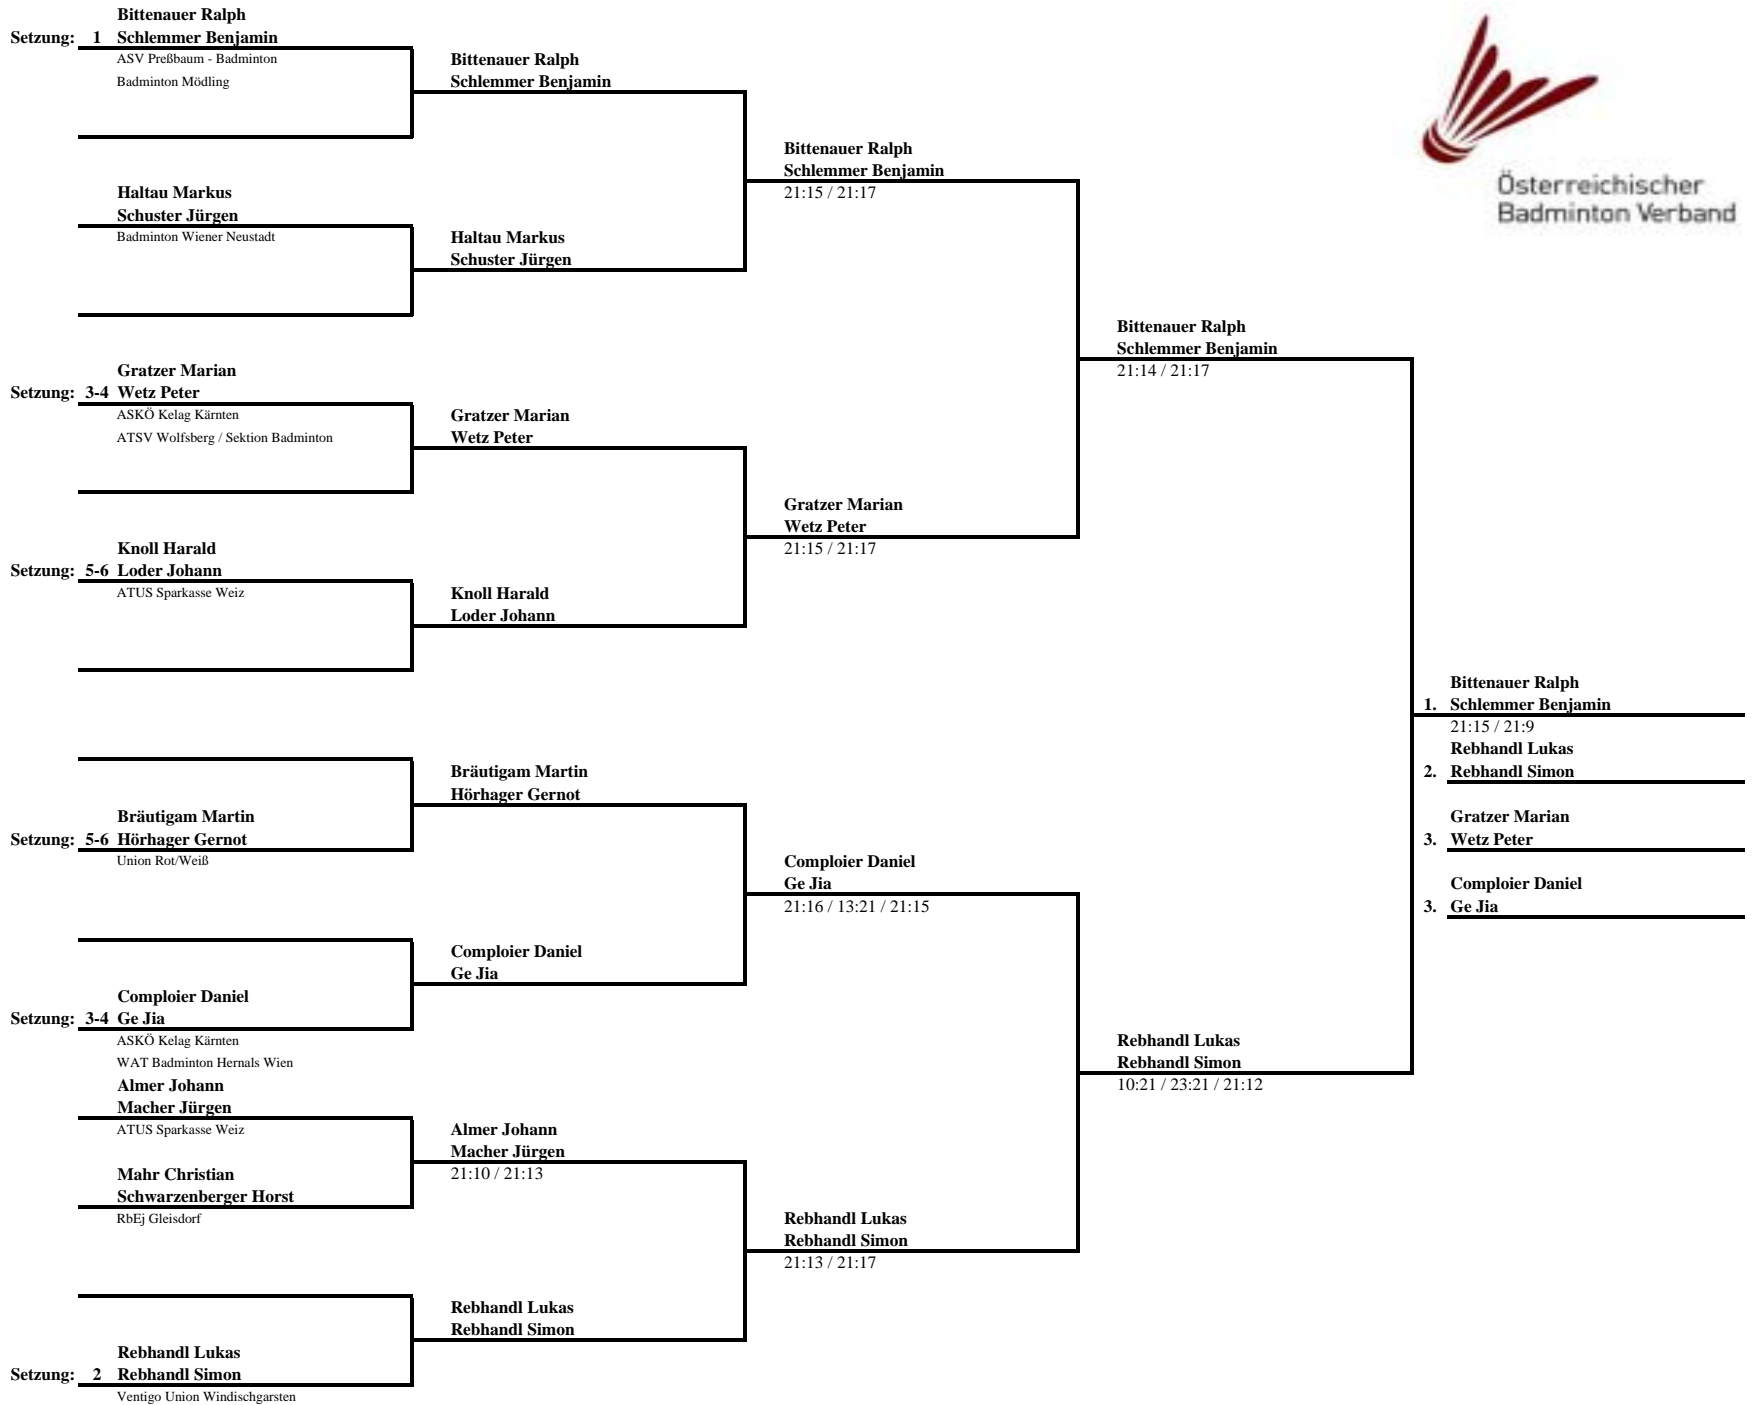 Bittenauer Ralph
Setzung: 1 Schlemmer Benjamin
ASV Preßbaum - Badminton
Badminton Mödling
Haltau Markus
Schuster Jürgen
Badminton Wiener Neustadt
Gratzer Marian
Setzung: 3-4 Wetz Peter
ASKÖ Kelag Kärnten
ATSV Wolfsberg / Sektion Badminton
Knoll Harald
Setzung: 5-6 Loder Johann
ATUS Sparkasse Weiz
Bräutigam Martin
Setzung: 5-6 Hörhager Gernot
Union Rot/Weiß
Comploier Daniel
Setzung: 3-4 Ge Jia
ASKÖ Kelag Kärnten
WAT Badminton Hernals Wien
Almer Johann
Macher Jürgen
ATUS Sparkasse Weiz
Mahr Christian
Schwarzenberger Horst
RbEj Gleisdorf
Rebhandl Lukas
Setzung: 2 Rebhandl Simon
Ventigo Union Windischgarsten
Bittenauer Ralph
Schlemmer Benjamin
Haltau Markus
Schuster Jürgen
Gratzer Marian
Wetz Peter
Knoll Harald
Loder Johann
Bräutigam Martin
Hörhager Gernot
Comploier Daniel
Ge Jia
Almer Johann
Macher Jürgen
21:10 / 21:13
Rebhandl Lukas
Rebhandl Simon
Bittenauer Ralph
Schlemmer Benjamin
21:15 / 21:17
Gratzer Marian
Wetz Peter
21:15 / 21:17
Comploier Daniel
Ge Jia
21:16 / 13:21 / 21:15
Rebhandl Lukas
Rebhandl Simon
21:13 / 21:17
Bittenauer Ralph
Schlemmer Benjamin
21:14 / 21:17
Rebhandl Lukas
Rebhandl Simon
10:21 / 23:21 / 21:12
Österreichischer
Badminton Verband
Bittenauer Ralph
1. Schlemmer Benjamin
21:15 / 21:9
Rebhandl Lukas
2. Rebhandl Simon
Gratzer Marian
3. Wetz Peter
Comploier Daniel
3. Ge Jia